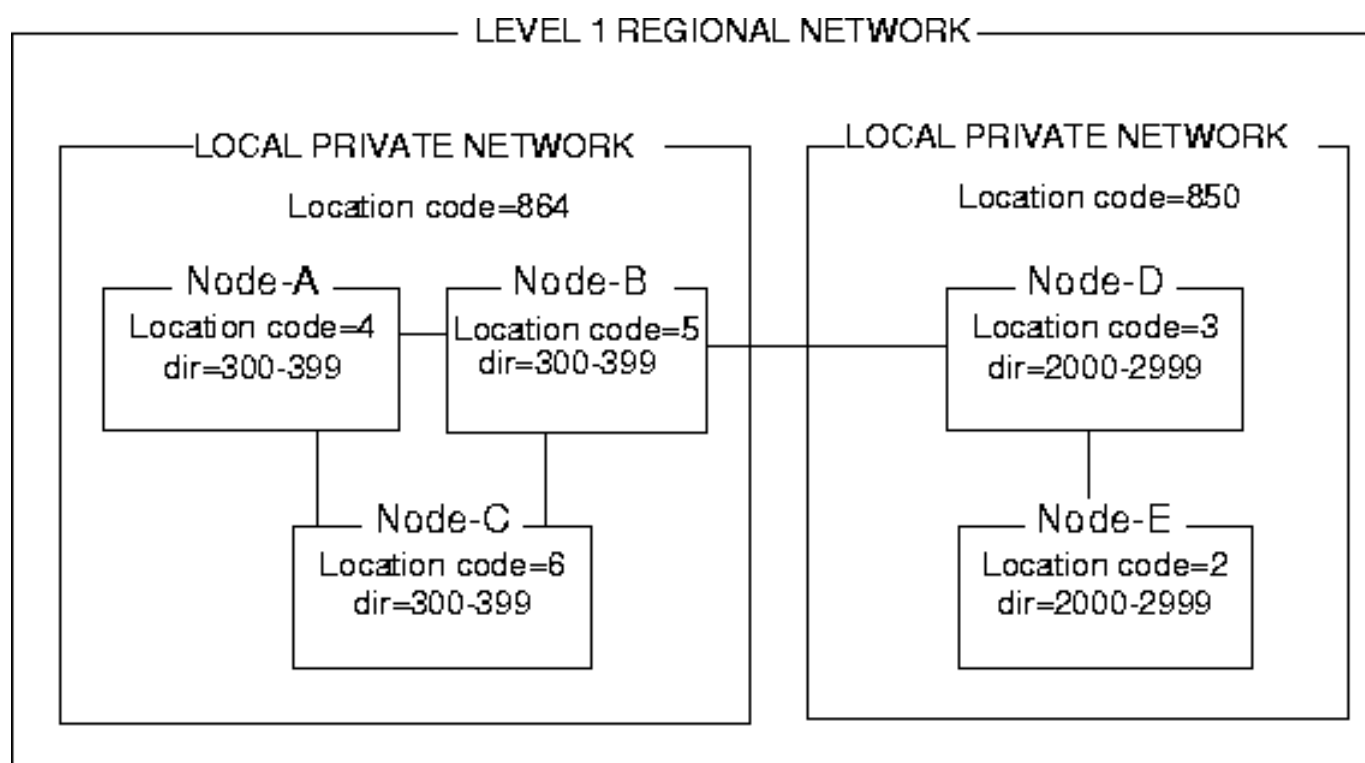 LEVEL 1 REGIONAL NETWORK
LOCAL PRIVATE NETWORK
Location code=864
Node-A
Location code=4
dir=300-399
Node-B
Location code=5
dir=300-399
Node-C
Location code=6
dir=300-399
LOCAL PRIVATE NETWORK
Location code=850
Node-D
Location code=3
dir=2000-2999
Node-E
Location code=2
dir=2000-2999